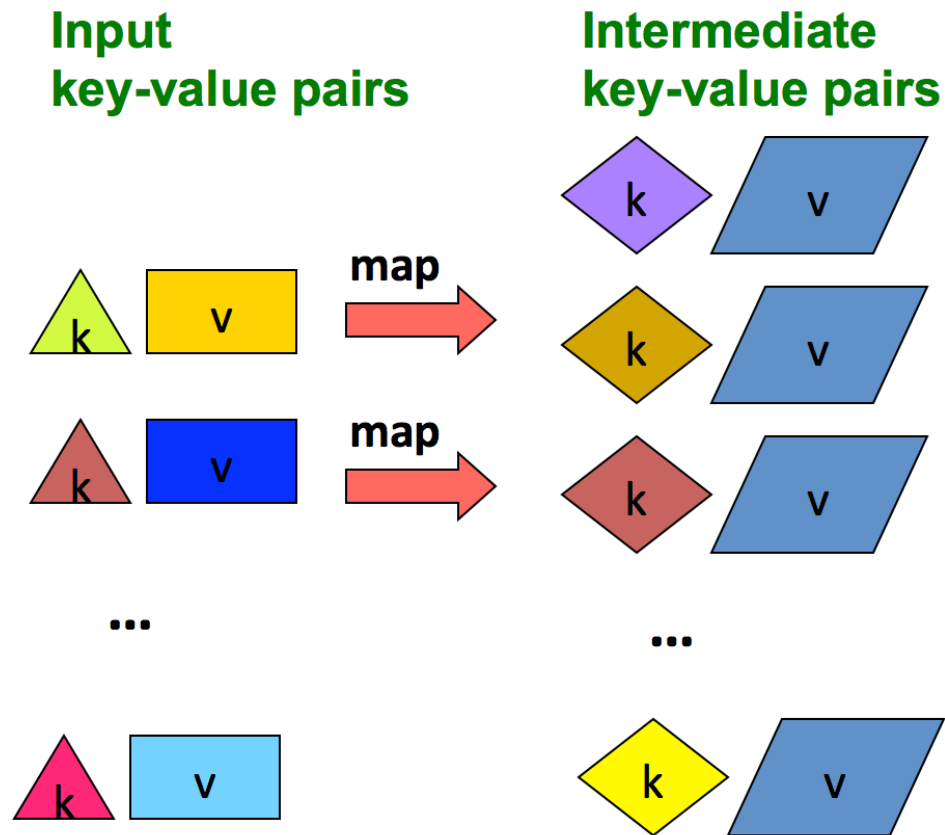 Input
key-value pairs
Intermediate
key-value pairs
k v
map
k v
k v
map
k v
k v
...
...
k v
k v